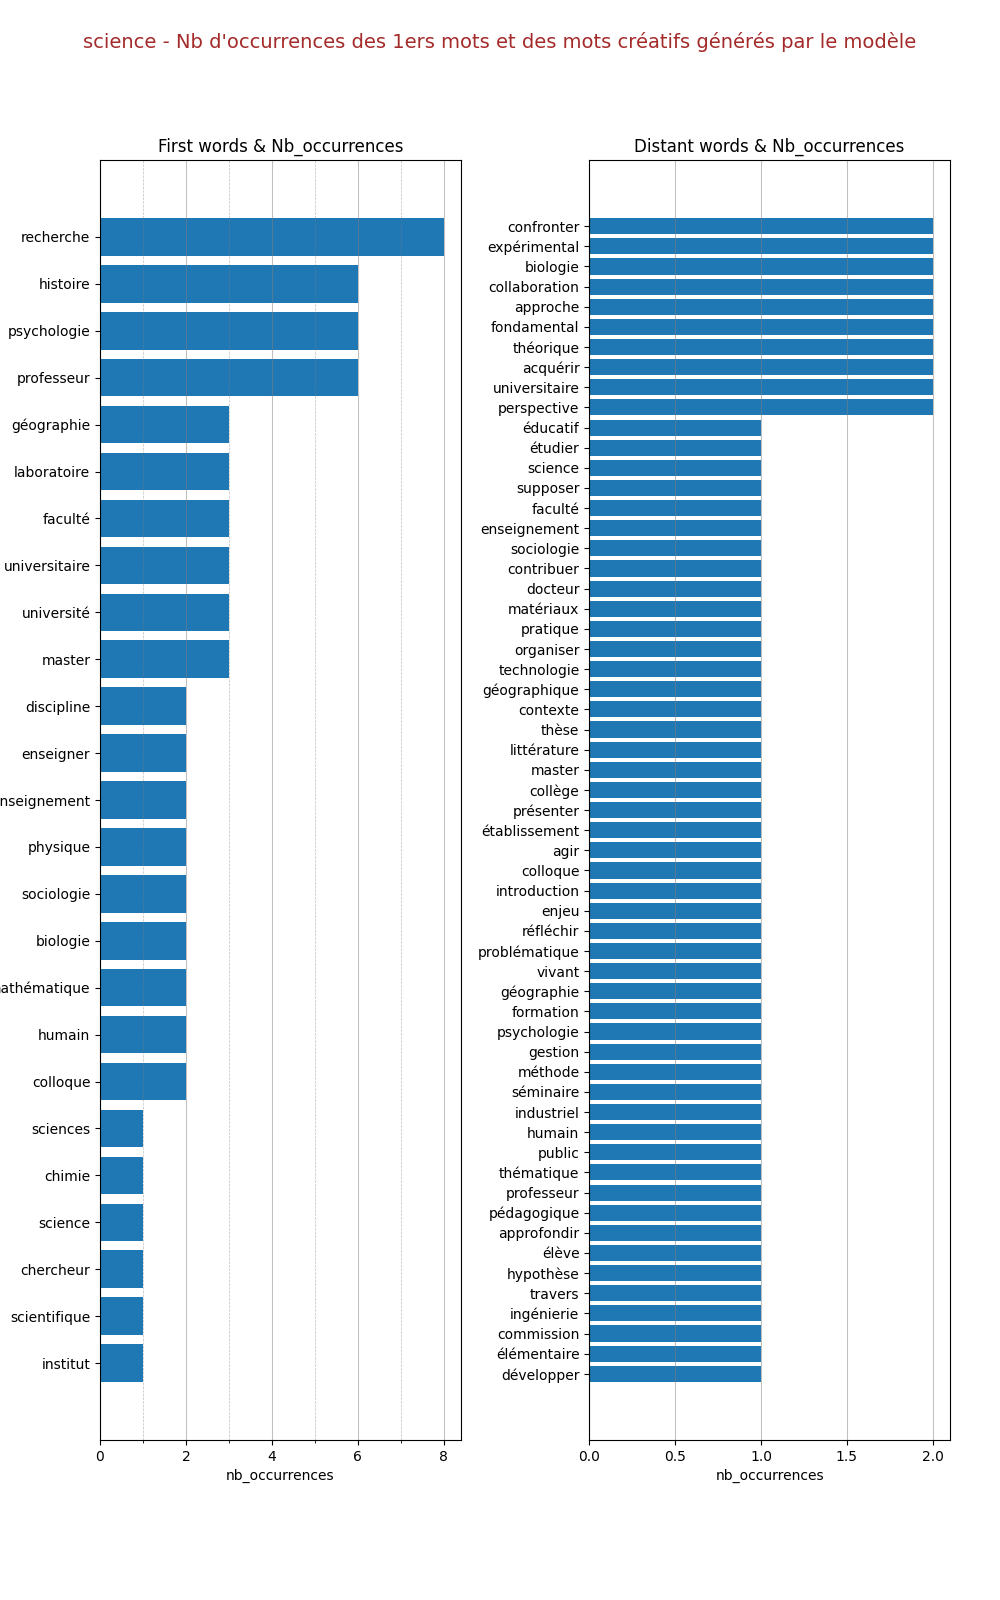 science - Nb d'occurrences des 1ers mots et des mots créatifs générés par le modèle
First words & Nb_occurrences
recherche
histoire
psychologie
professeur
géographie
laboratoire
faculté
universitaire
université
master
discipline
enseigner
nseignement
physique
sociologie
biologie
athématique
humain
colloque
sciences
chimie
science
chercheur
scientifique
institut
0 2 4 6 8
nb_occurrences
Distant words & Nb_occurrences
confronter
expérimental
biologie
collaboration
approche
fondamental
théorique
acquérir
universitaire
perspective
éducatif
étudier
science
supposer
faculté
enseignement
sociologie
contribuer
docteur
matériaux
pratique
organiser
technologie
géographique
contexte
thèse
littérature
master
collège
présenter
établissement
agir
colloque
introduction
enjeu
réfléchir
problématique
vivant
géographie
formation
psychologie
gestion
méthode
séminaire
industriel
humain
public
thématique
professeur
pédagogique
approfondir
élève
hypothèse
travers
ingénierie
commission
élémentaire
développer
0.0 0.5 1.0 1.5 2.0
nb_occurrences